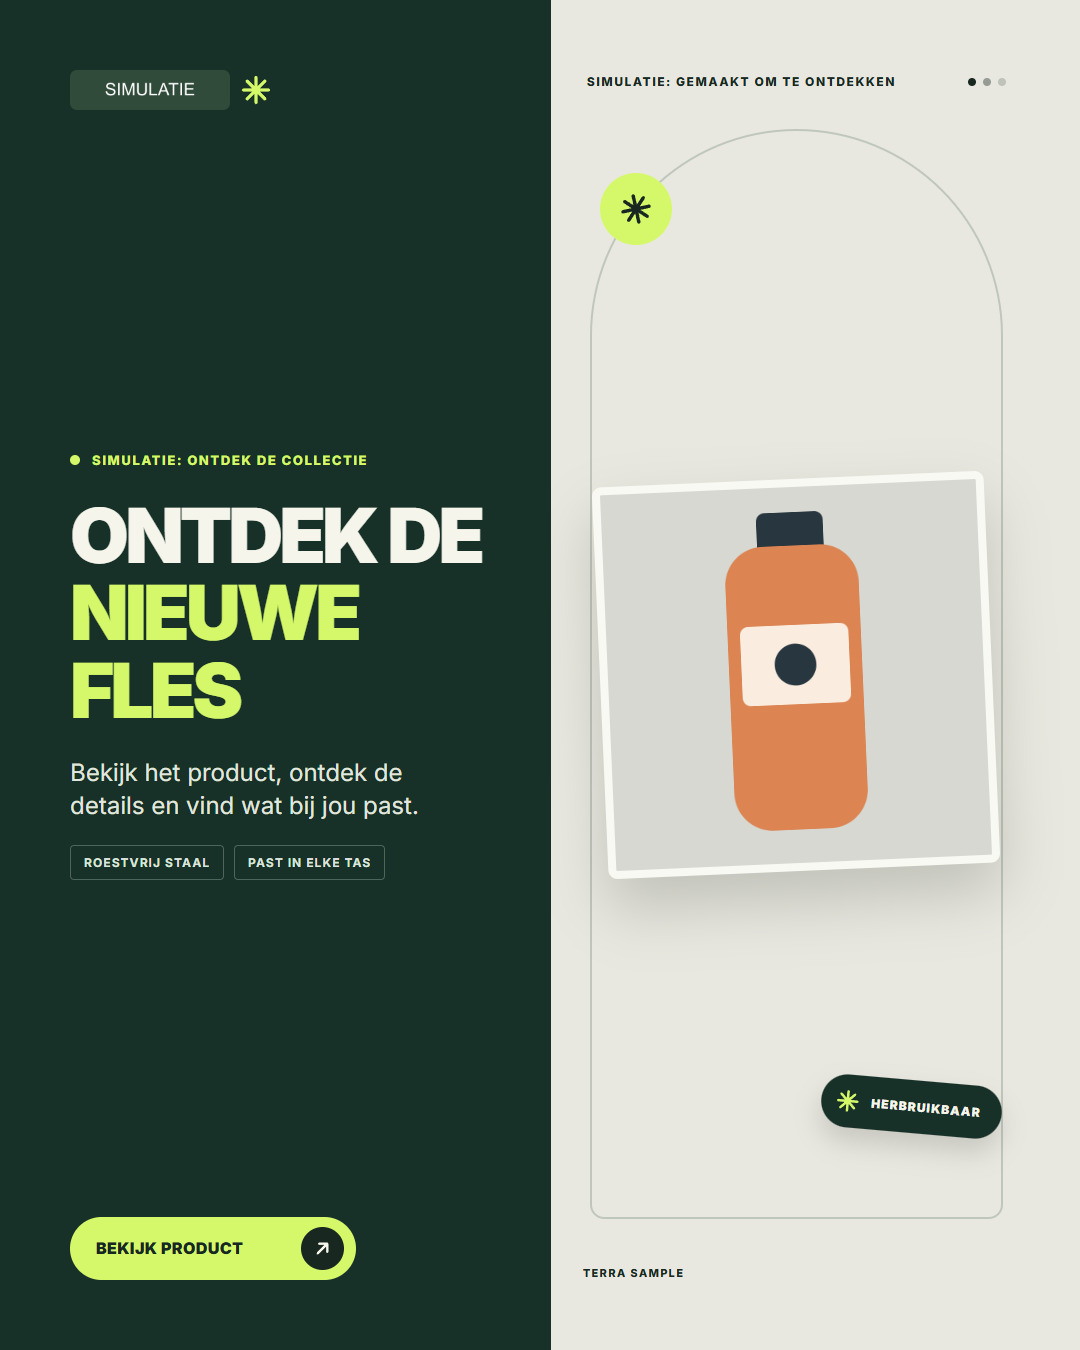 SIMULATIE
SIMULATIE: ONTDEK DE COLLECTIE
ONTDEK DE
NIEUWE
FLES
Bekijk het product, ontdek de
details en vind wat bij jou past.
ROESTVRIJ STAAL
PAST IN ELKE TAS
BEKIJK PRODUCT
SIMULATIE: GEMAAKT OM TE ONTDEKKEN
HERBRUIKBAAR
TERRA SAMPLE